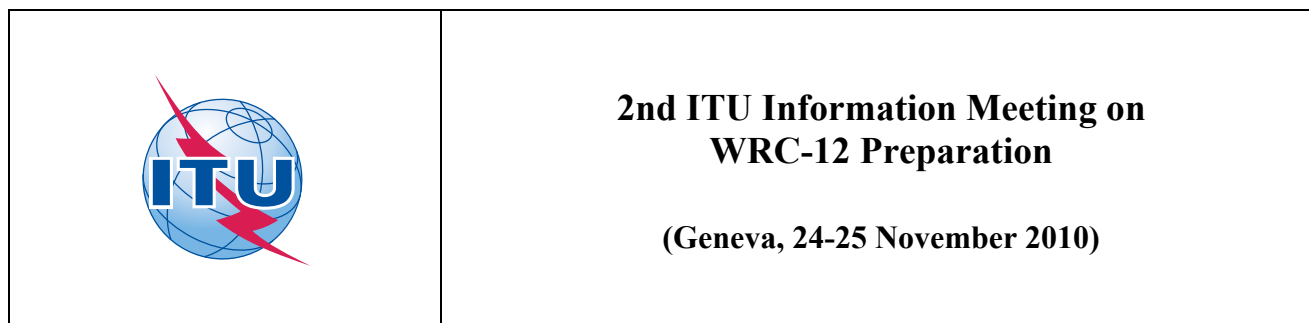 ITU
2nd ITU Information Meeting on
WRC-12 Preparation
(Geneva, 24-25 November 2010)